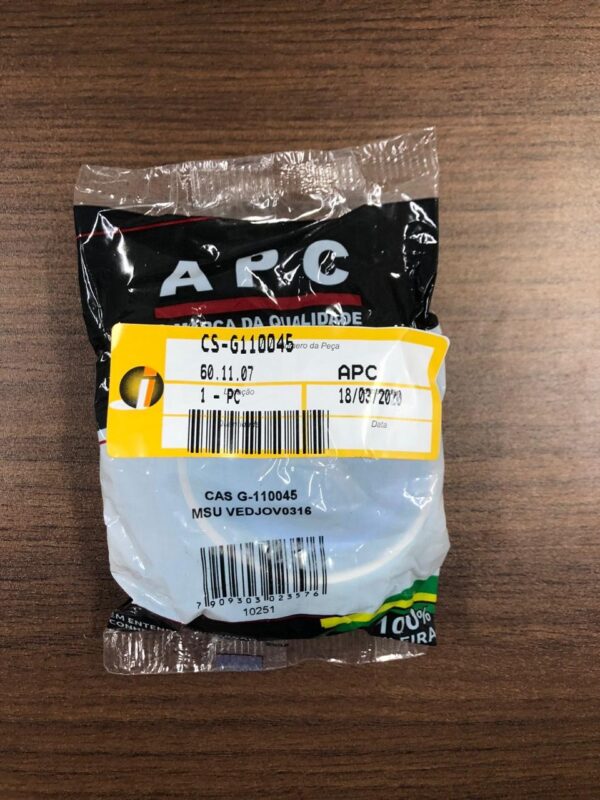 APC
MARCA DA QUALIDADE
CS-G110045
Número da Peça
60.11.07
APC
1 - PC
18/03/2020
Data
CAS G-110045
MSU VEDJOV0316
7 909303 023576
10251
100%